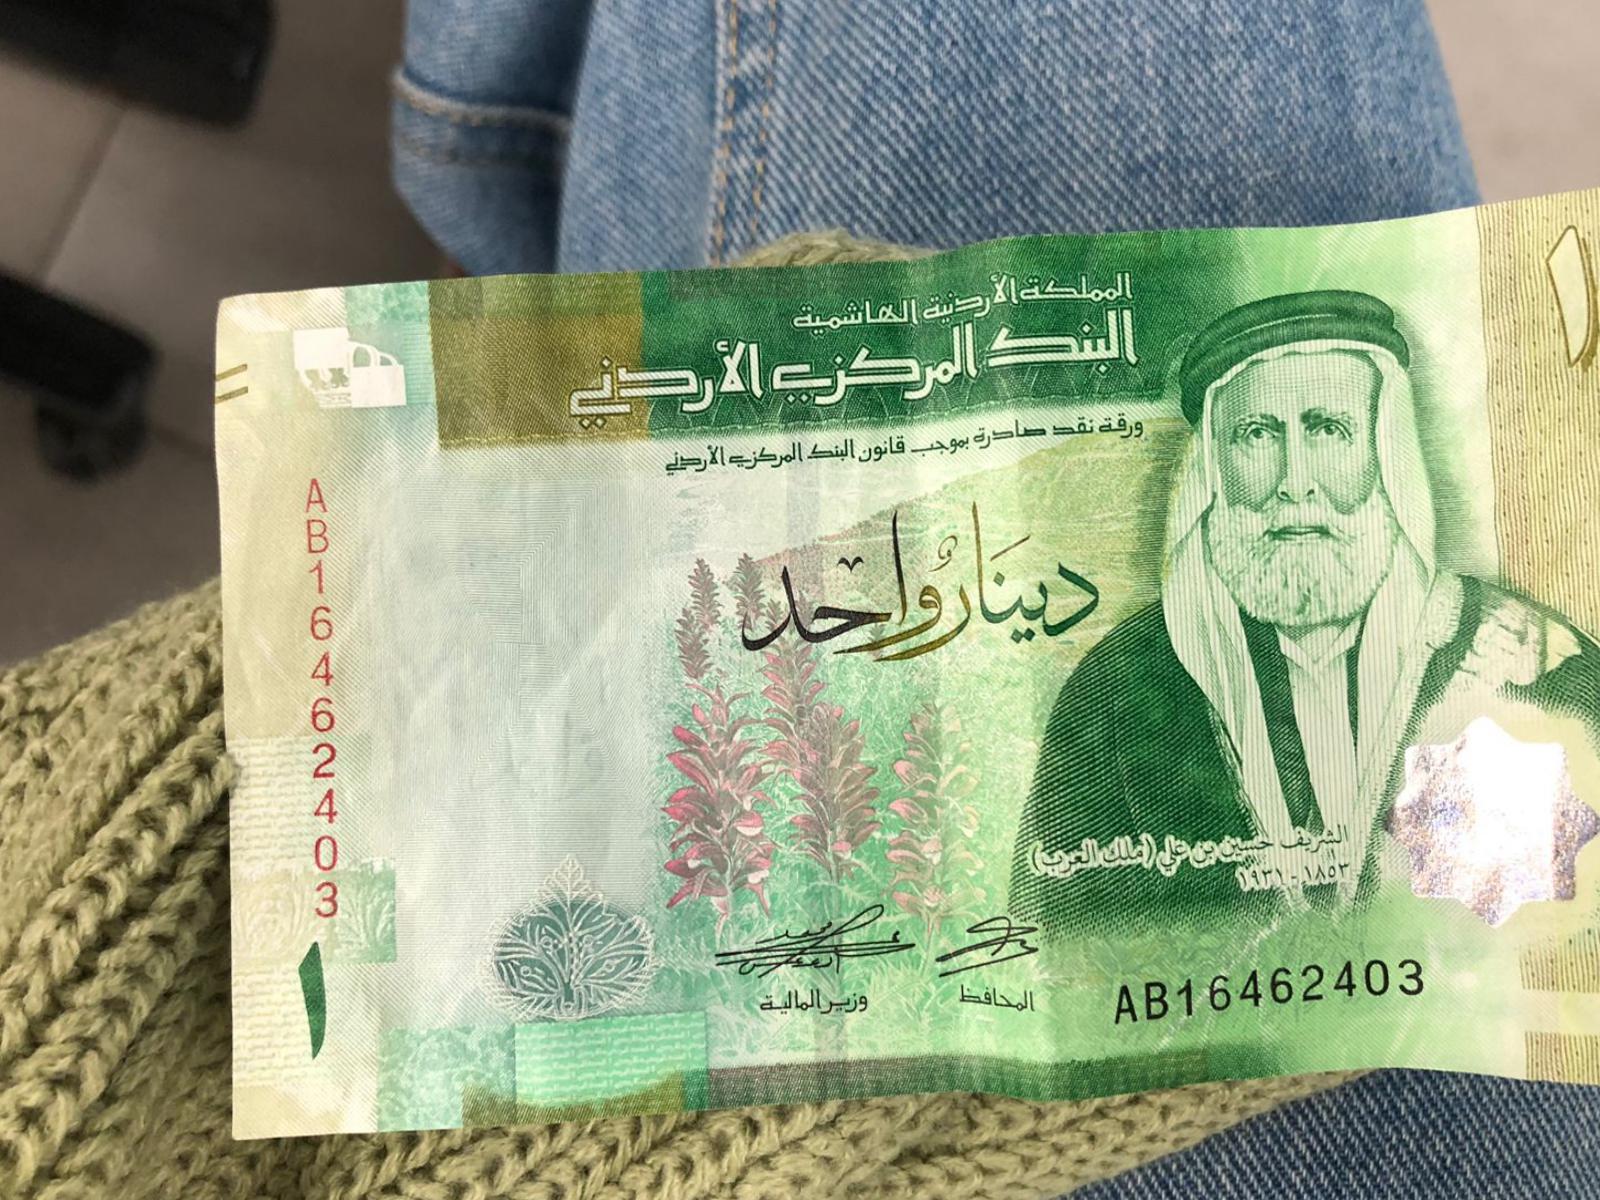 المملكة الأردنية الهاشمية
البنك المركزي الأردني
ورقة نقد صادرة بموجب قانون البنك المركزي الأردني
دينار واحد
الشريف حسين بن علي (ملك العرب)
١٨٥٣-١٩٣١
المحافظ
وزير المالية
AB16462403
AB16462403
١
١